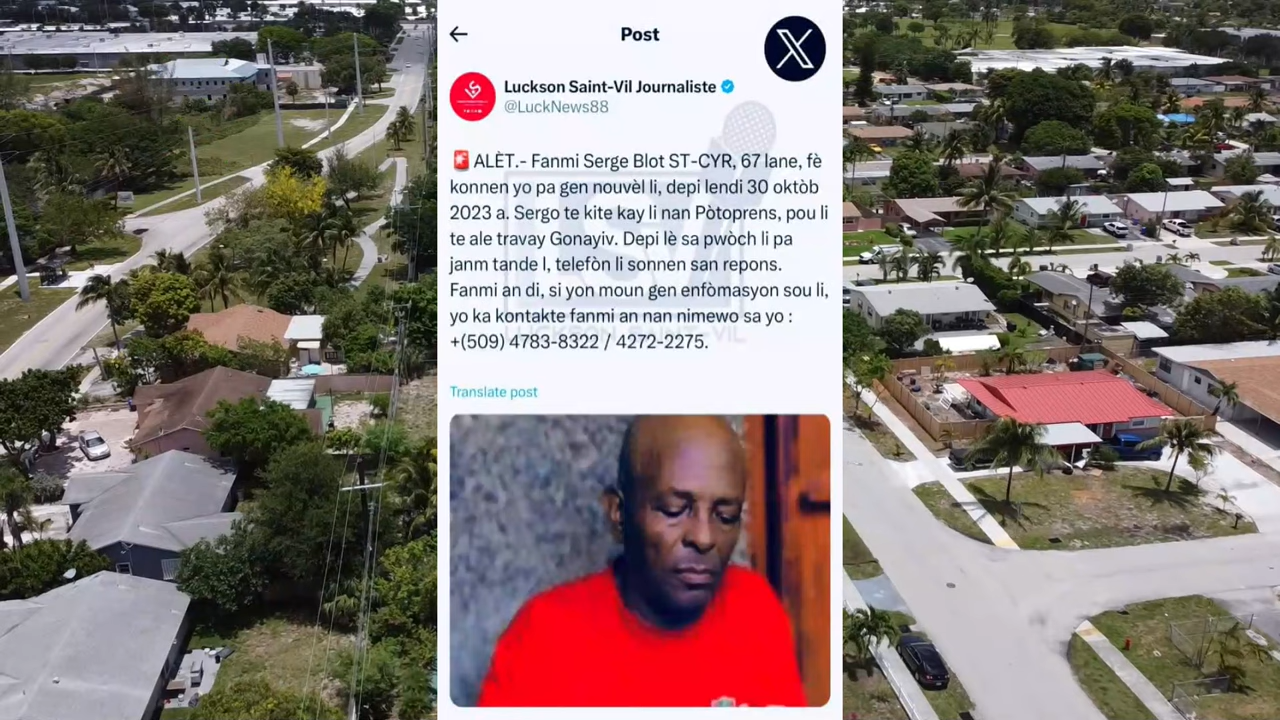 Post
Luckson Saint-Vil Journaliste
@LuckNews88
ALÈT.- Fanmi Serge Blot ST-CYR, 67 lane, fè
konnen yo pa gen nouvèl li, depi lendi 30 oktòb
2023 a. Sergo te kite kay li nan Pòtoprens, pou li
te ale travay Gonayiv. Depi lè sa pwòch li pa
janm tande l, telefòn li sonnen san repons.
Fanmi an di, si yon moun gen enfòmasyon sou li,
yo ka kontakte fanmi an nan nimewo sa yo :
+(509) 4783-8322 / 4272-2275.
LUCKSON SAINT-VIL
Translate post